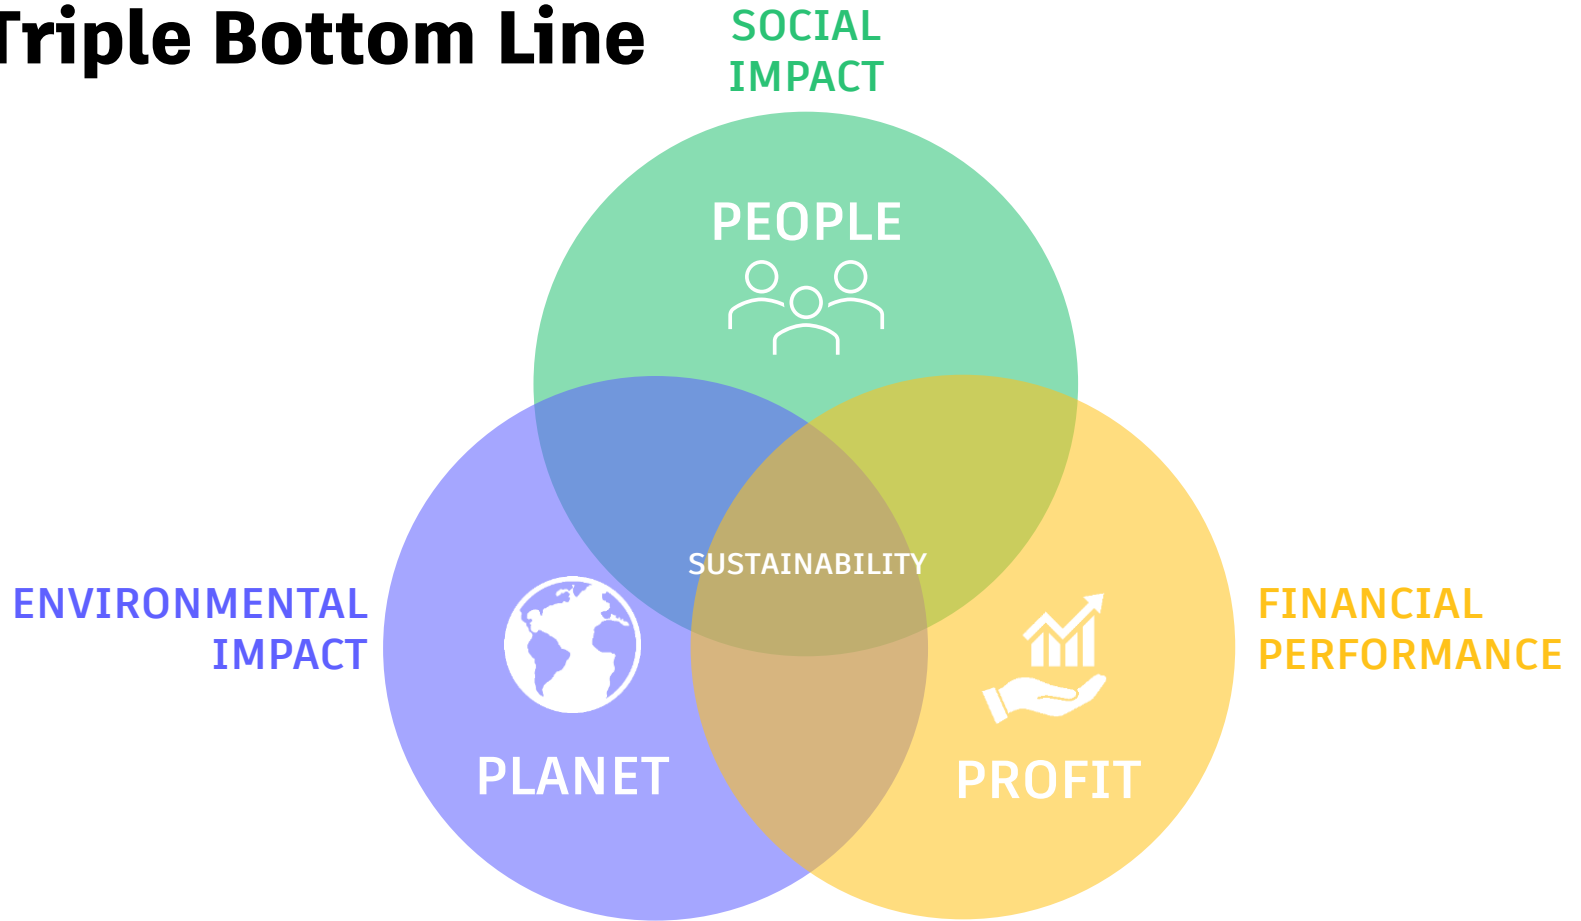 Triple Bottom Line
SOCIAL
IMPACT
PEOPLE
SUSTAINABILITY
ENVIRONMENTAL
IMPACT
FINANCIAL
PERFORMANCE
PLANET
PROFIT